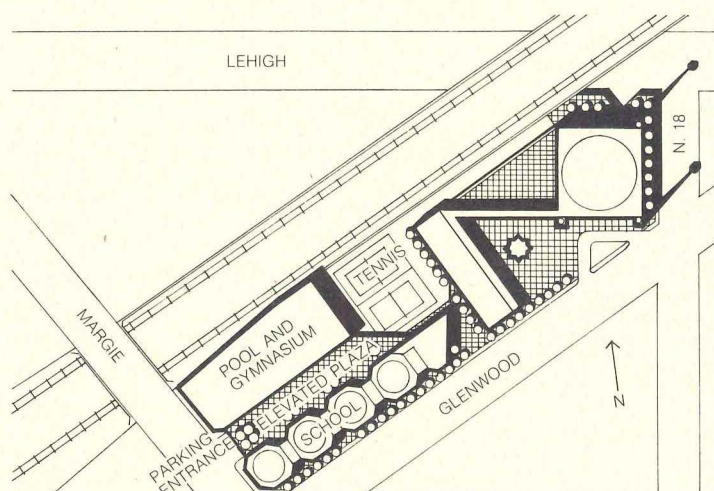 LEHIGH
N. 18
TENNIS
MARGIE
POOL AND
GYMNASIUM
ELEVATED PLAZA
SCHOOL
GLENWOOD
PARKING
ENTRANCE
N